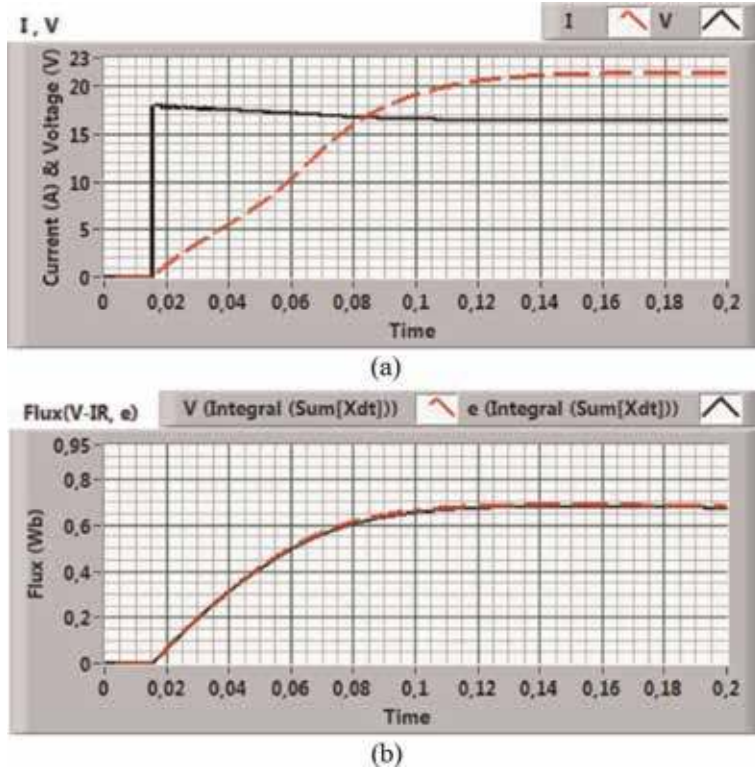 I , V
I V
Current (A) & Voltage (V)
23
20
15
10
5
0
0 0,02 0,04 0,06 0,08 0,1 0,12 0,14 0,16 0,18 0,2
Time
(a)
Flux(V-IR, e) V (Integral (Sum[Xdt])) e (Integral (Sum[Xdt]))
Flux (Wb)
0,95
0,8
0,6
0,4
0,2
0
0 0,02 0,04 0,06 0,08 0,1 0,12 0,14 0,16 0,18 0,2
Time
(b)